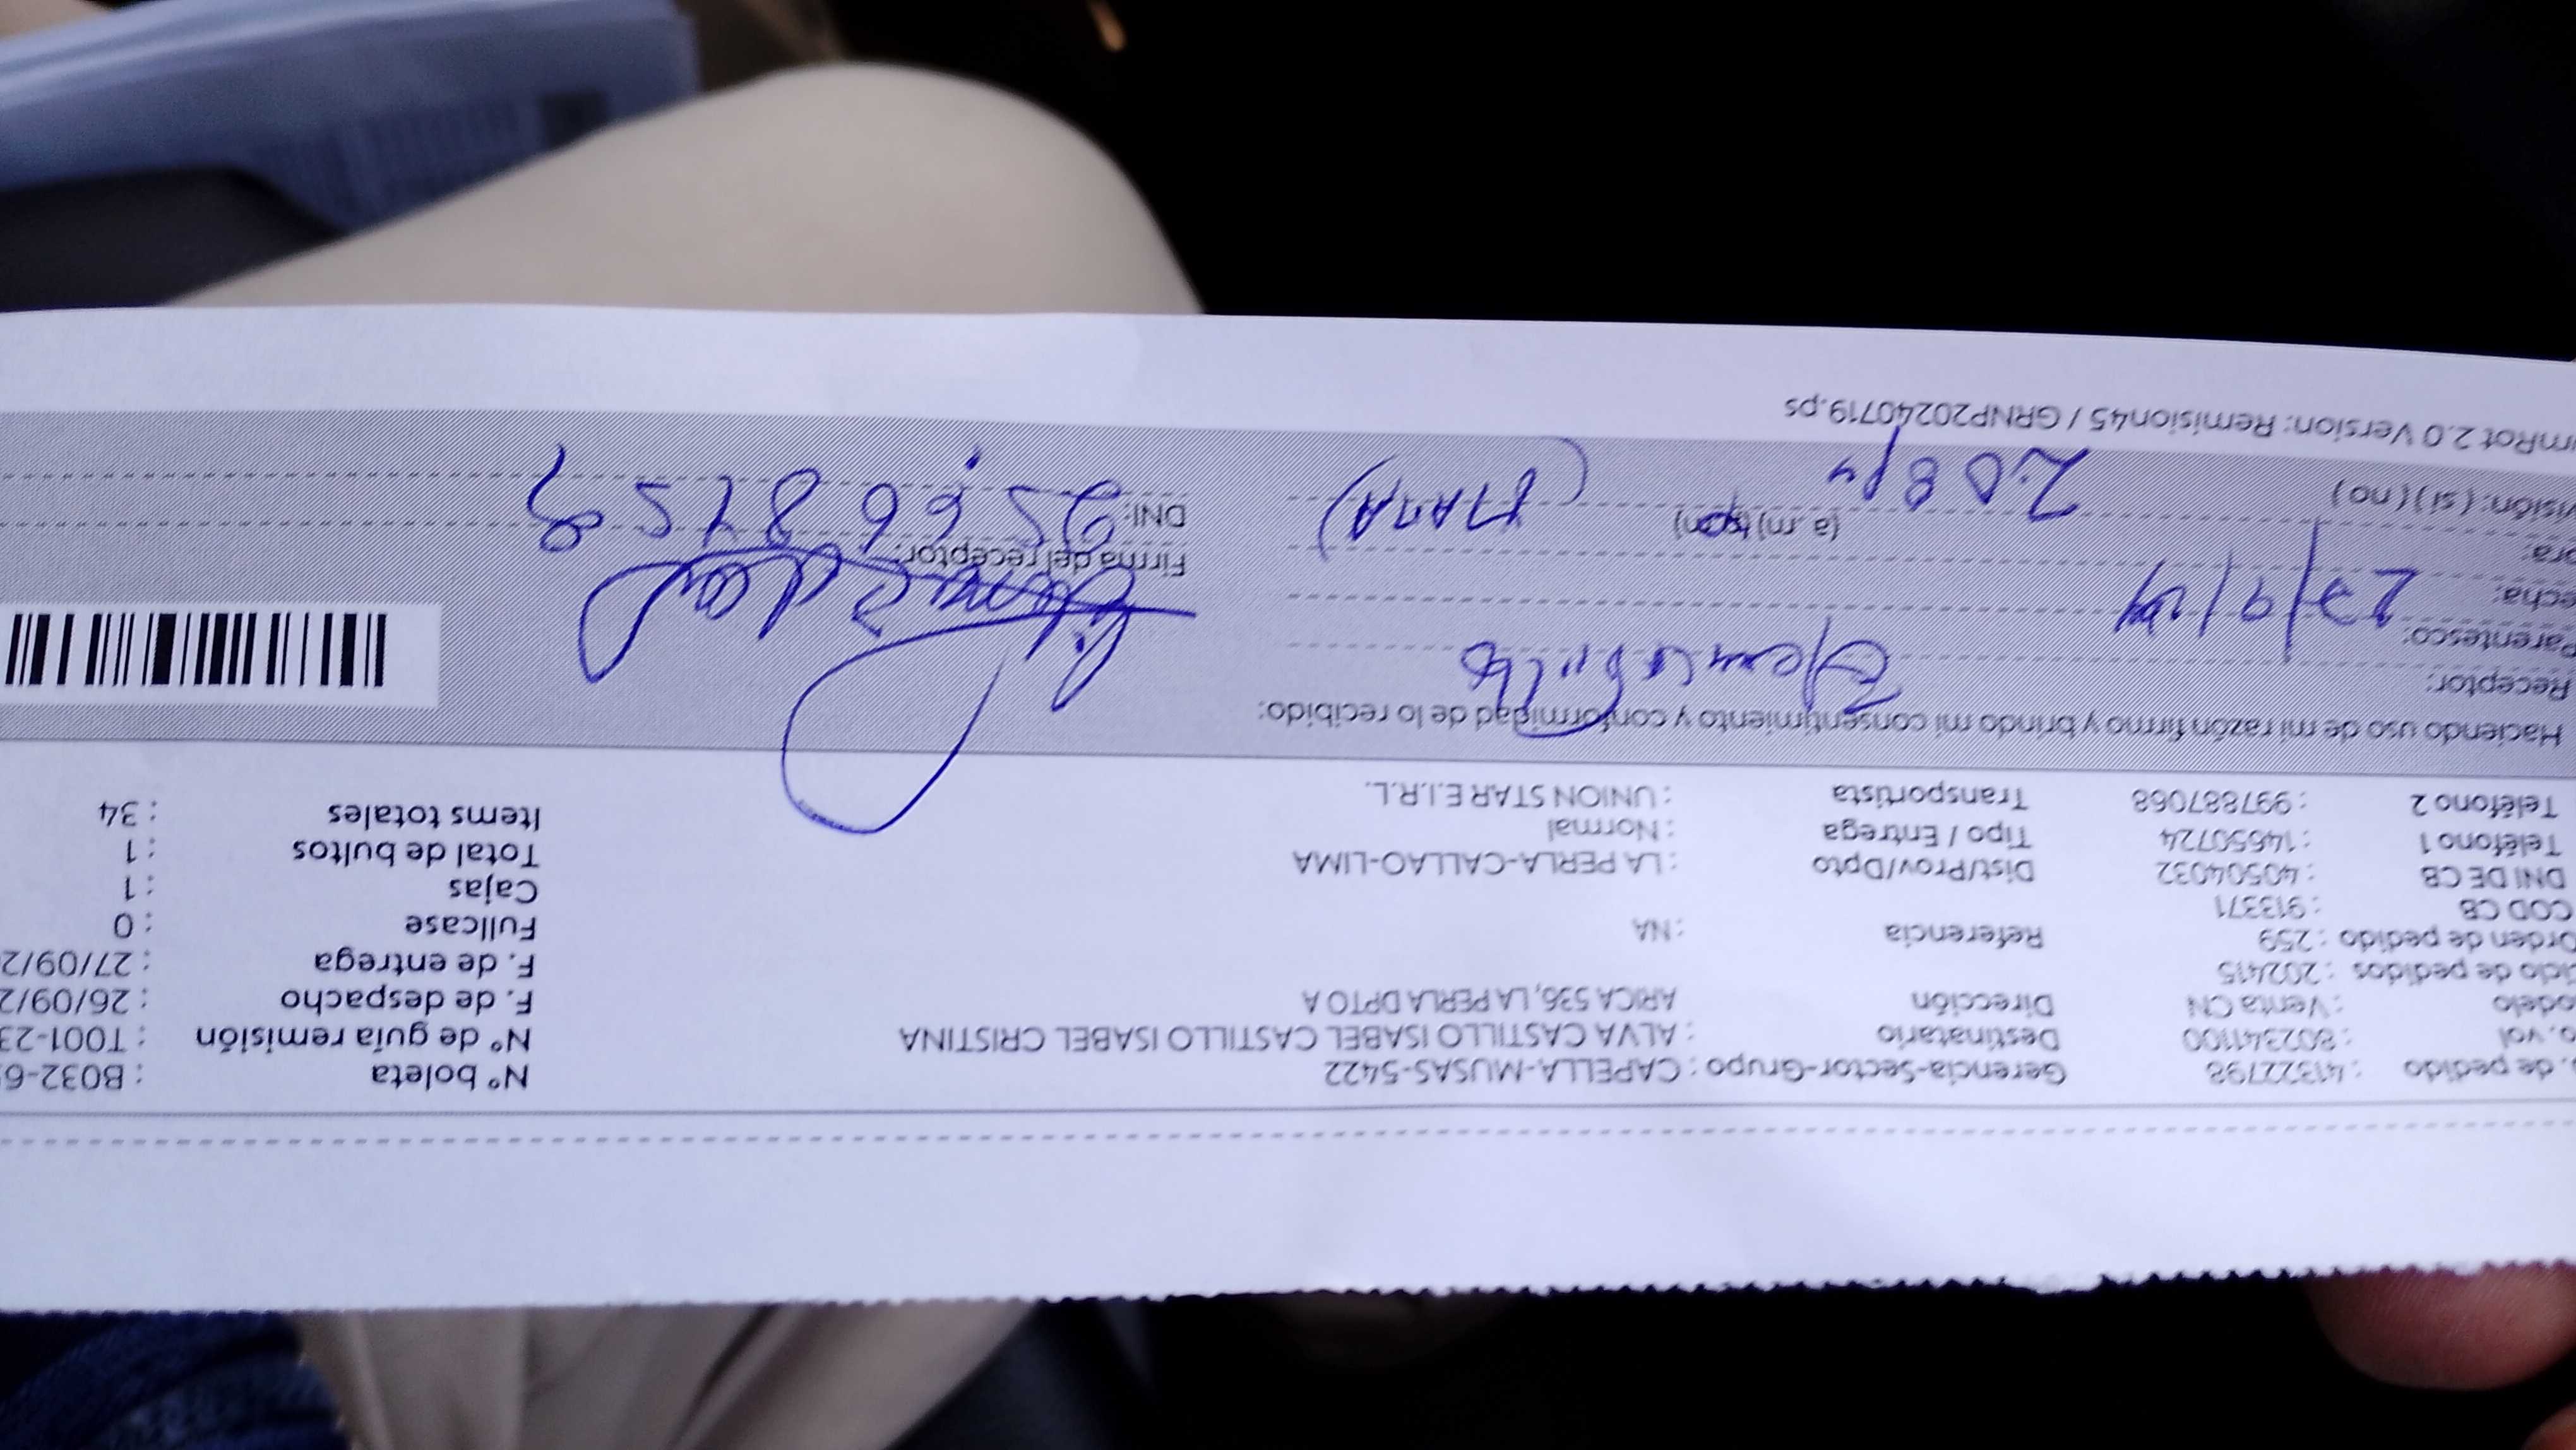 . de pedido : 41322798 Gerencia-Sector-Grupo : CAPELLA-MUSAS-5422 N° boleta : B032-6
o. vol : 802341100 Destinatario : ALVA CASTILLO ISABEL CASTILLO ISABEL CRISTINA N° de guía remisión : T001-23
odelo : Venta CN Dirección ARICA 536, LA PERLA DPTO A F. de despacho : 26/09/2
iclo de pedidos : 202415 F. de entrega : 27/09/2
Orden de pedido : 259 Referencia : NA Fullcase : 0
COD CB : 913371 Cajas : 1
DNI DE CB : 40504032 Dist/Prov/Dpto : LA PERLA-CALLAO-LIMA Total de bultos : 1
Teléfono 1 : 14650724 Tipo / Entrega : Normal Items totales : 34
Teléfono 2 : 997887068 Transportista : UNION STAR E.I.R.L.
Haciendo uso de mi razón firmo y brindo mi consentimiento y conformidad de lo recibido:
Receptor:
Parentesco:
echa: 27/9/24
ora: 2:08 pm (a.m) (MAMA)
Firma del receptor:
DNI: 25668758
visión: ( si ) ( no )
mRot 2.0 Version: Remision45 / GRNP20240719.ps